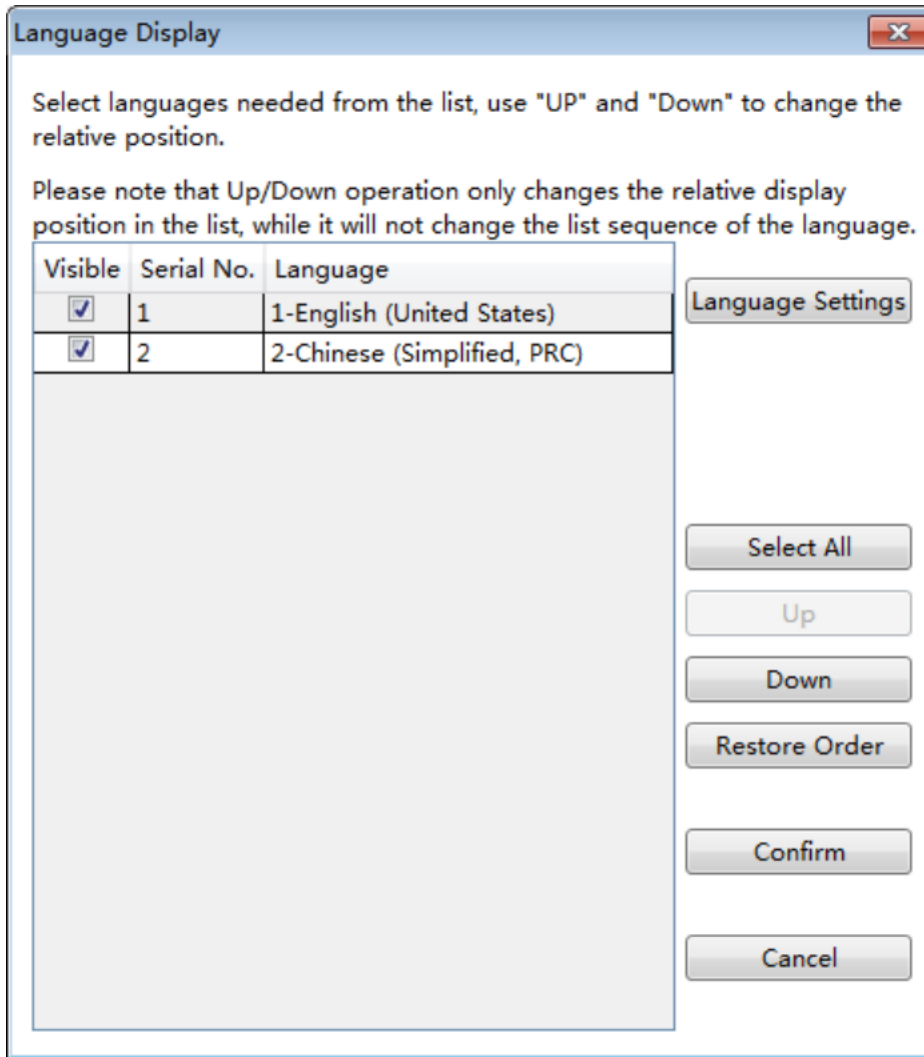 Language Display
Select languages needed from the list, use "UP" and "Down" to change the
relative position.
Please note that Up/Down operation only changes the relative display
position in the list, while it will not change the list sequence of the language.
Visible Serial No. Language
1 1-English (United States)
2 2-Chinese (Simplified, PRC)
Language Settings
Select All
Up
Down
Restore Order
Confirm
Cancel